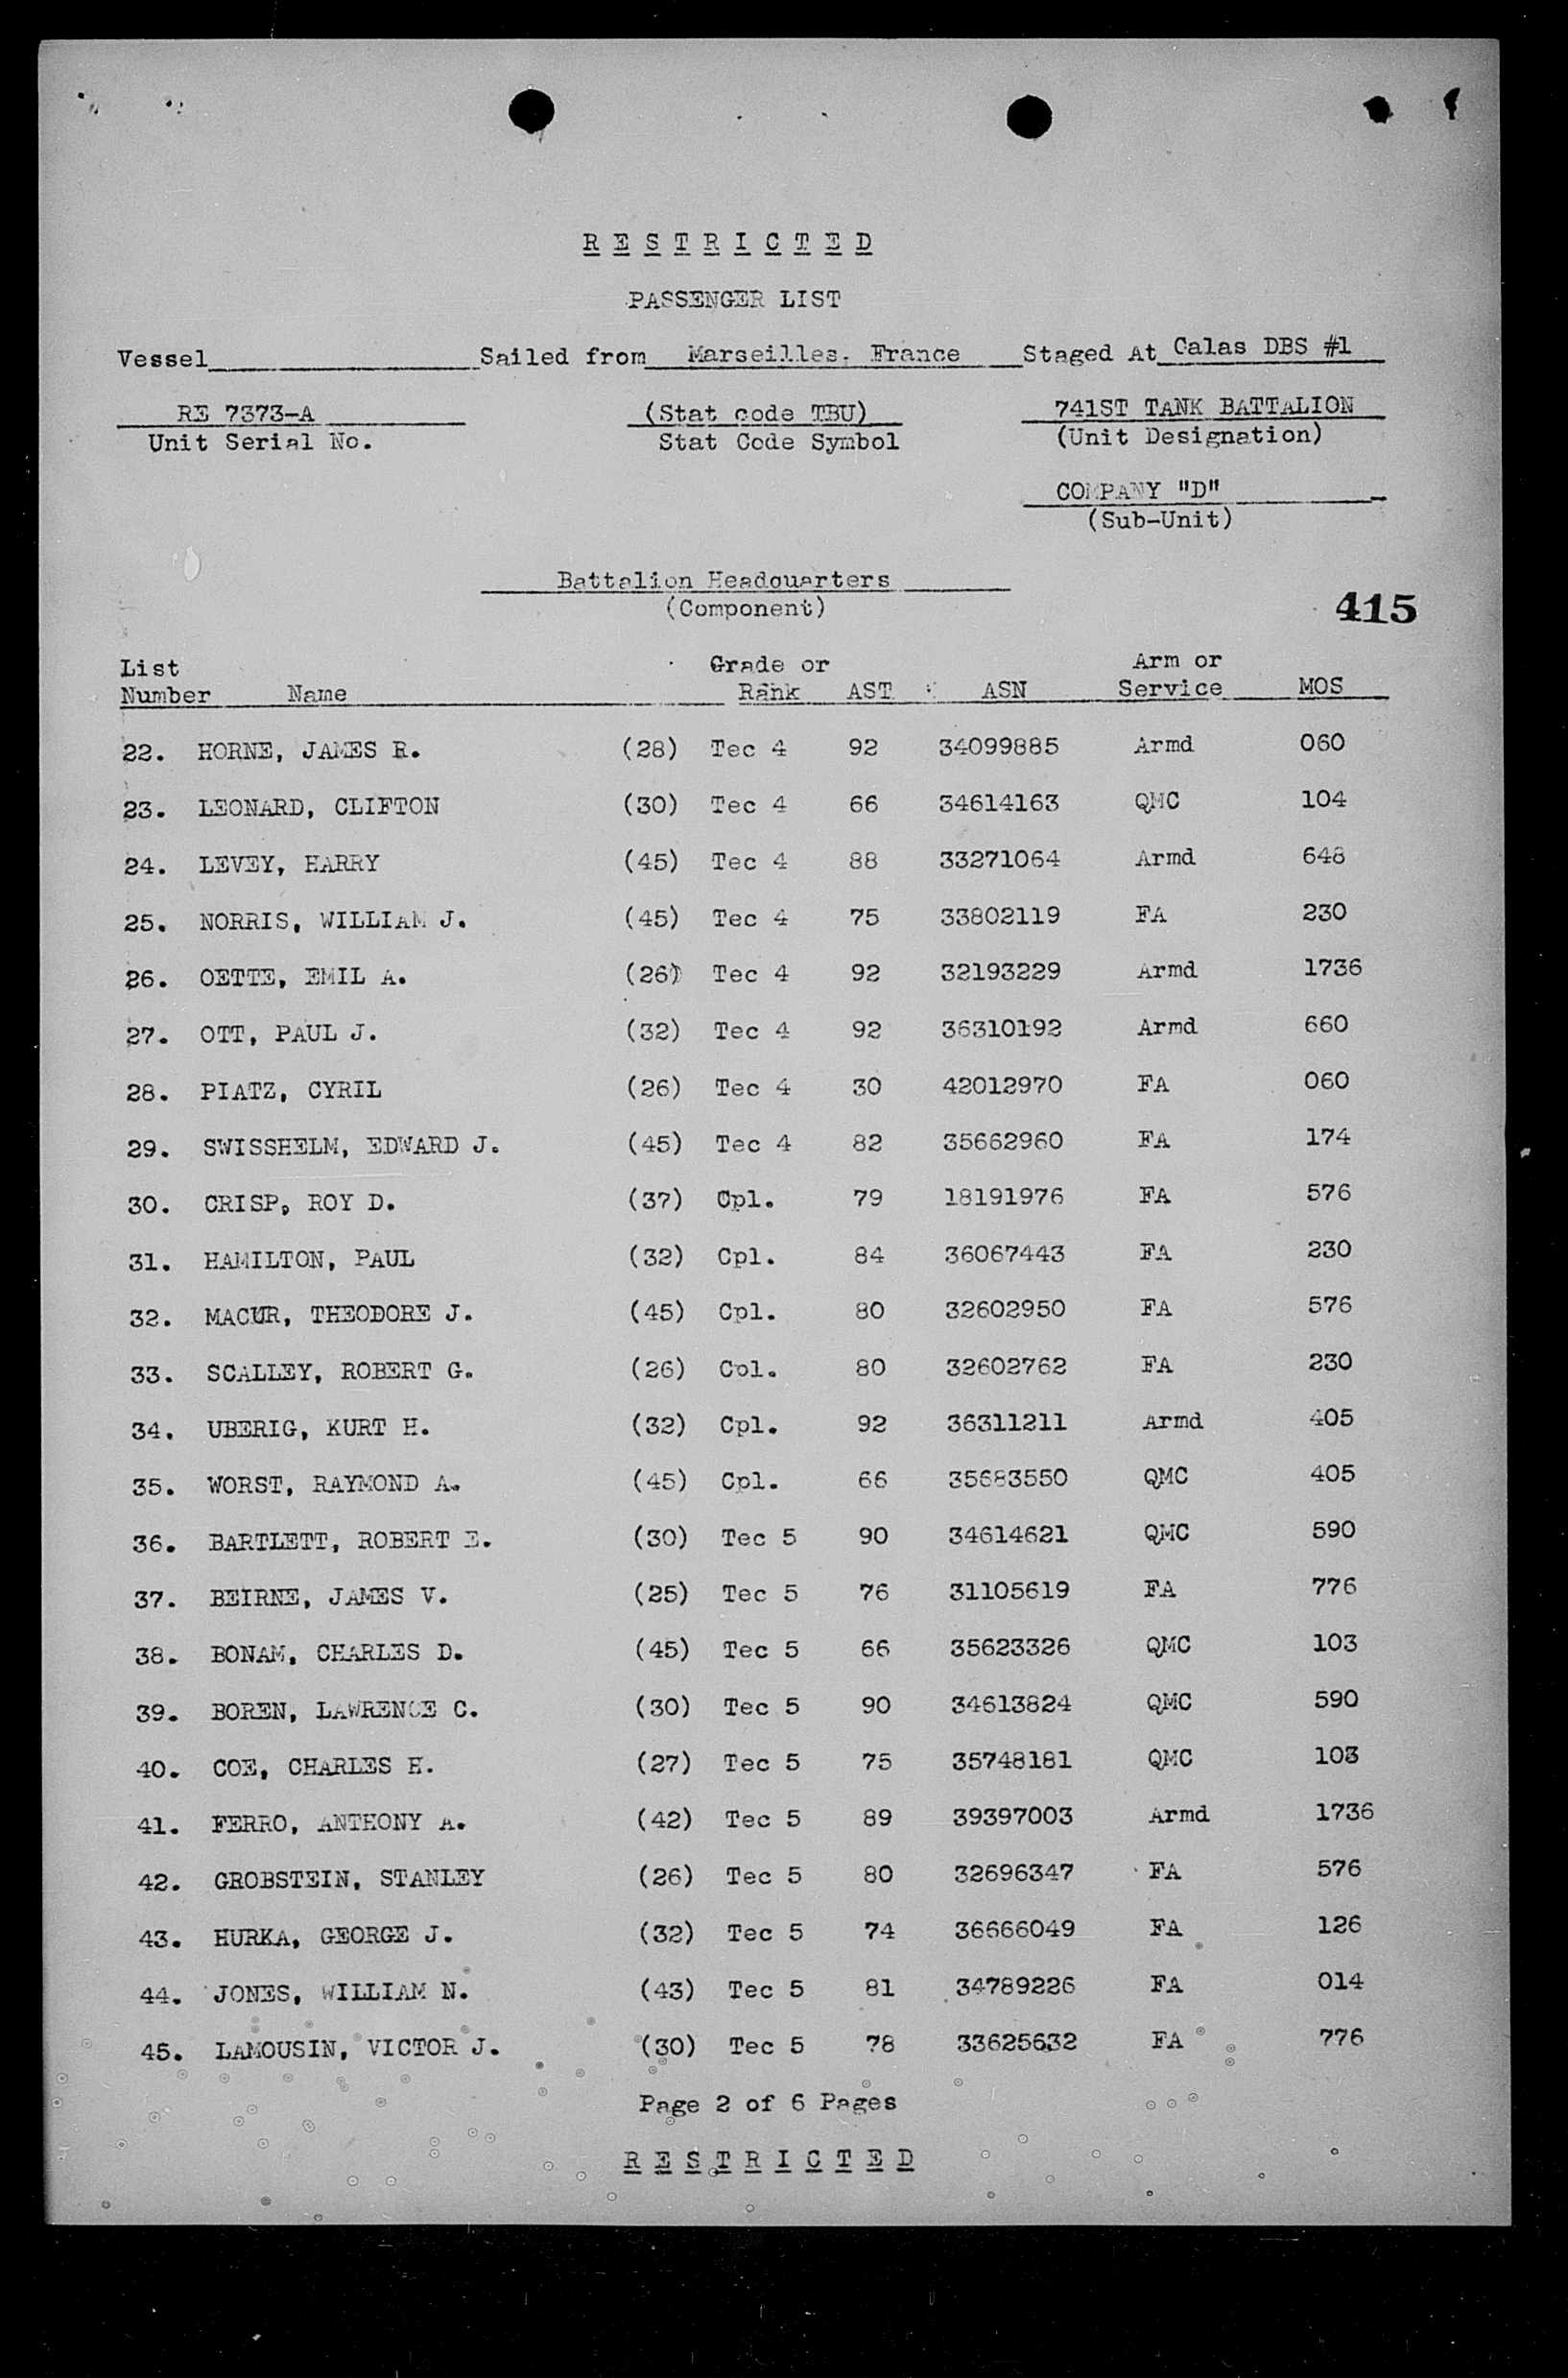 R E S T R I C T E D
PASSENGER LIST
Vessel Sailed from Marseilles, France Staged At Calas DBS #1
RE 7373-A (Stat code TBU) 741ST TANK BATTALION
Unit Serial No. Stat Code Symbol (Unit Designation)
COMPANY "D"
(Sub-Unit)
Battalion Headquarters
(Component)
415
List Grade or Arm or
Number Name Rank AST ASN Service MOS
22. HORNE, JAMES R. (28) Tec 4 92 34099885 Armd 060
23. LEONARD, CLIFTON (30) Tec 4 66 34614163 QMC 104
24. LEVEY, HARRY (45) Tec 4 88 33271064 Armd 648
25. NORRIS, WILLIAM J. (45) Tec 4 75 33802119 FA 230
26. OETTE, EMIL A. (26) Tec 4 92 32193229 Armd 1736
27. OTT, PAUL J. (32) Tec 4 92 36310192 Armd 660
28. PIATZ, CYRIL (26) Tec 4 30 42012970 FA 060
29. SWISSHELM, EDWARD J. (45) Tec 4 82 35662960 FA 174
30. CRISP, ROY D. (37) Cpl. 79 18191976 FA 576
31. HAMILTON, PAUL (32) Cpl. 84 36067443 FA 230
32. MACUR, THEODORE J. (45) Cpl. 80 32602950 FA 576
33. SCALLEY, ROBERT G. (26) Cpl. 80 32602762 FA 230
34. UBERIG, KURT H. (32) Cpl. 92 36311211 Armd 405
35. WORST, RAYMOND A. (45) Cpl. 66 35683550 QMC 405
36. BARTLETT, ROBERT E. (30) Tec 5 90 34614621 QMC 590
37. BEIRNE, JAMES V. (25) Tec 5 76 31105619 FA 776
38. BONAM, CHARLES D. (45) Tec 5 66 35623326 QMC 103
39. BOREN, LAWRENCE C. (30) Tec 5 90 34613824 QMC 590
40. COE, CHARLES H. (27) Tec 5 75 35748181 QMC 103
41. FERRO, ANTHONY A. (42) Tec 5 89 39397003 Armd 1736
42. GROBSTEIN, STANLEY (26) Tec 5 80 32696347 FA 576
43. HURKA, GEORGE J. (32) Tec 5 74 36666049 FA 126
44. JONES, WILLIAM N. (43) Tec 5 81 34789226 FA 014
45. LAMOUSIN, VICTOR J. (30) Tec 5 78 33625632 FA 776
Page 2 of 6 Pages
R E S T R I C T E D